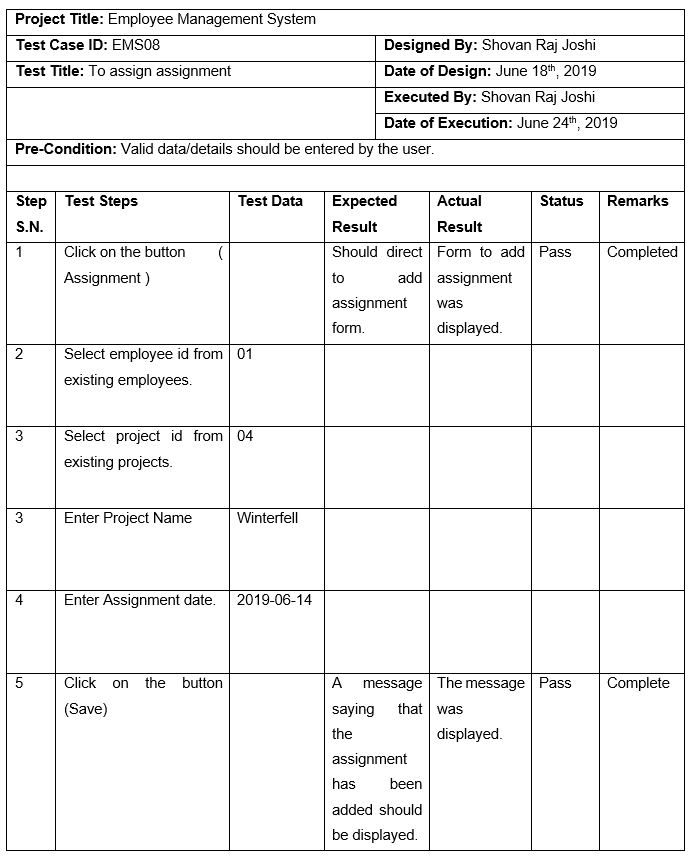 Project Title: Employee Management System
Test Case ID: EMS08
Designed By: Shovan Raj Joshi
Test Title: To assign assignment
Date of Design: June 18th, 2019
Executed By: Shovan Raj Joshi
Date of Execution: June 24th, 2019
Pre-Condition: Valid data/details should be entered by the user.
Step
S.N.
Test Steps
Test Data
Expected
Result
Actual
Result
Status
Remarks
1
Click on the button (
Assignment )
Should direct
to add
assignment
form.
Form to add
assignment
was
displayed.
Pass
Completed
2
Select employee id from
existing employees.
01
3
Select project id from
existing projects.
04
3
Enter Project Name
Winterfell
4
Enter Assignment date.
2019-06-14
5
Click on the button
(Save)
A message
saying that
the
assignment
has been
added should
be displayed.
The message
was
displayed.
Pass
Complete